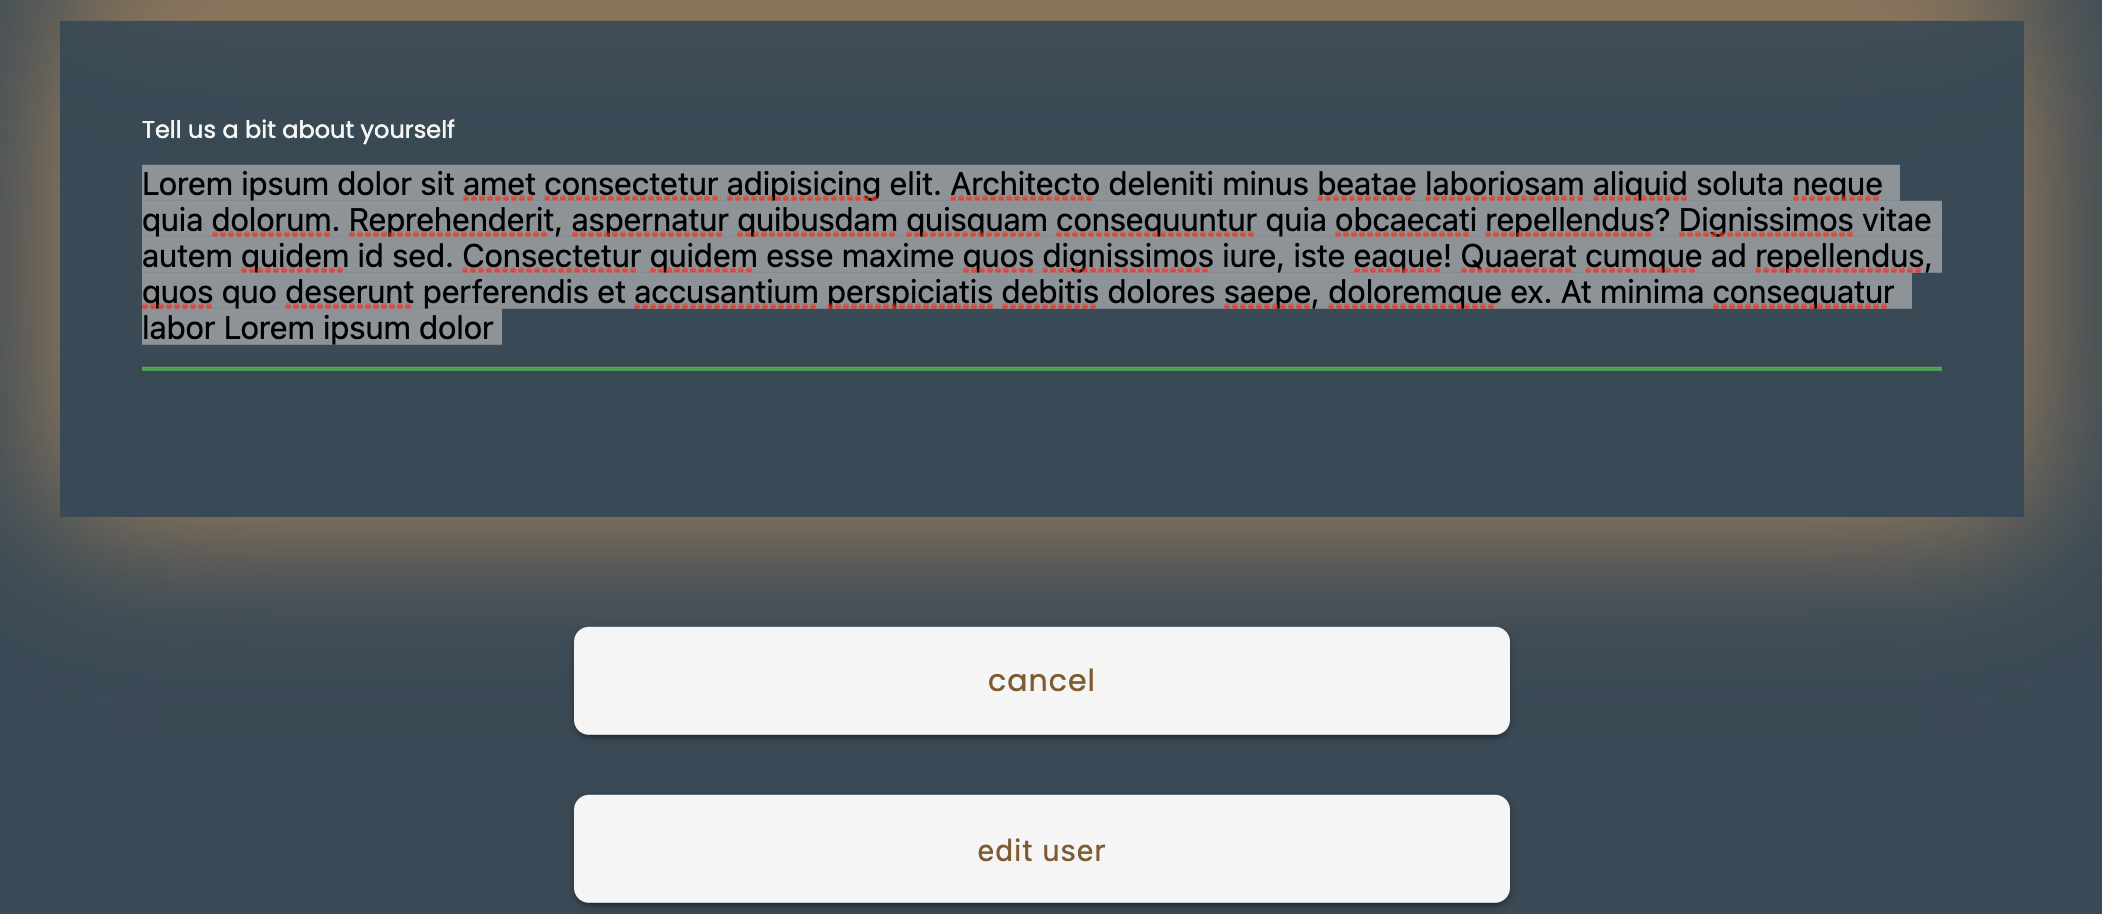 Tell us a bit about yourself
Lorem ipsum dolor sit amet consectetur adipisicing elit. Architecto deleniti minus beatae laboriosam aliquid soluta neque
quia dolorum. Reprehenderit, aspernatur quibusdam quisquam consequuntur quia obcaecati repellendus? Dignissimos vitae
autem quidem id sed. Consectetur quidem esse maxime quos dignissimos iure, iste eaque! Quaerat cumque ad repellendus,
quos quo deserunt perferendis et accusantium perspiciatis debitis dolores saepe, doloremque ex. At minima consequatur
labor Lorem ipsum dolor
cancel
edit user